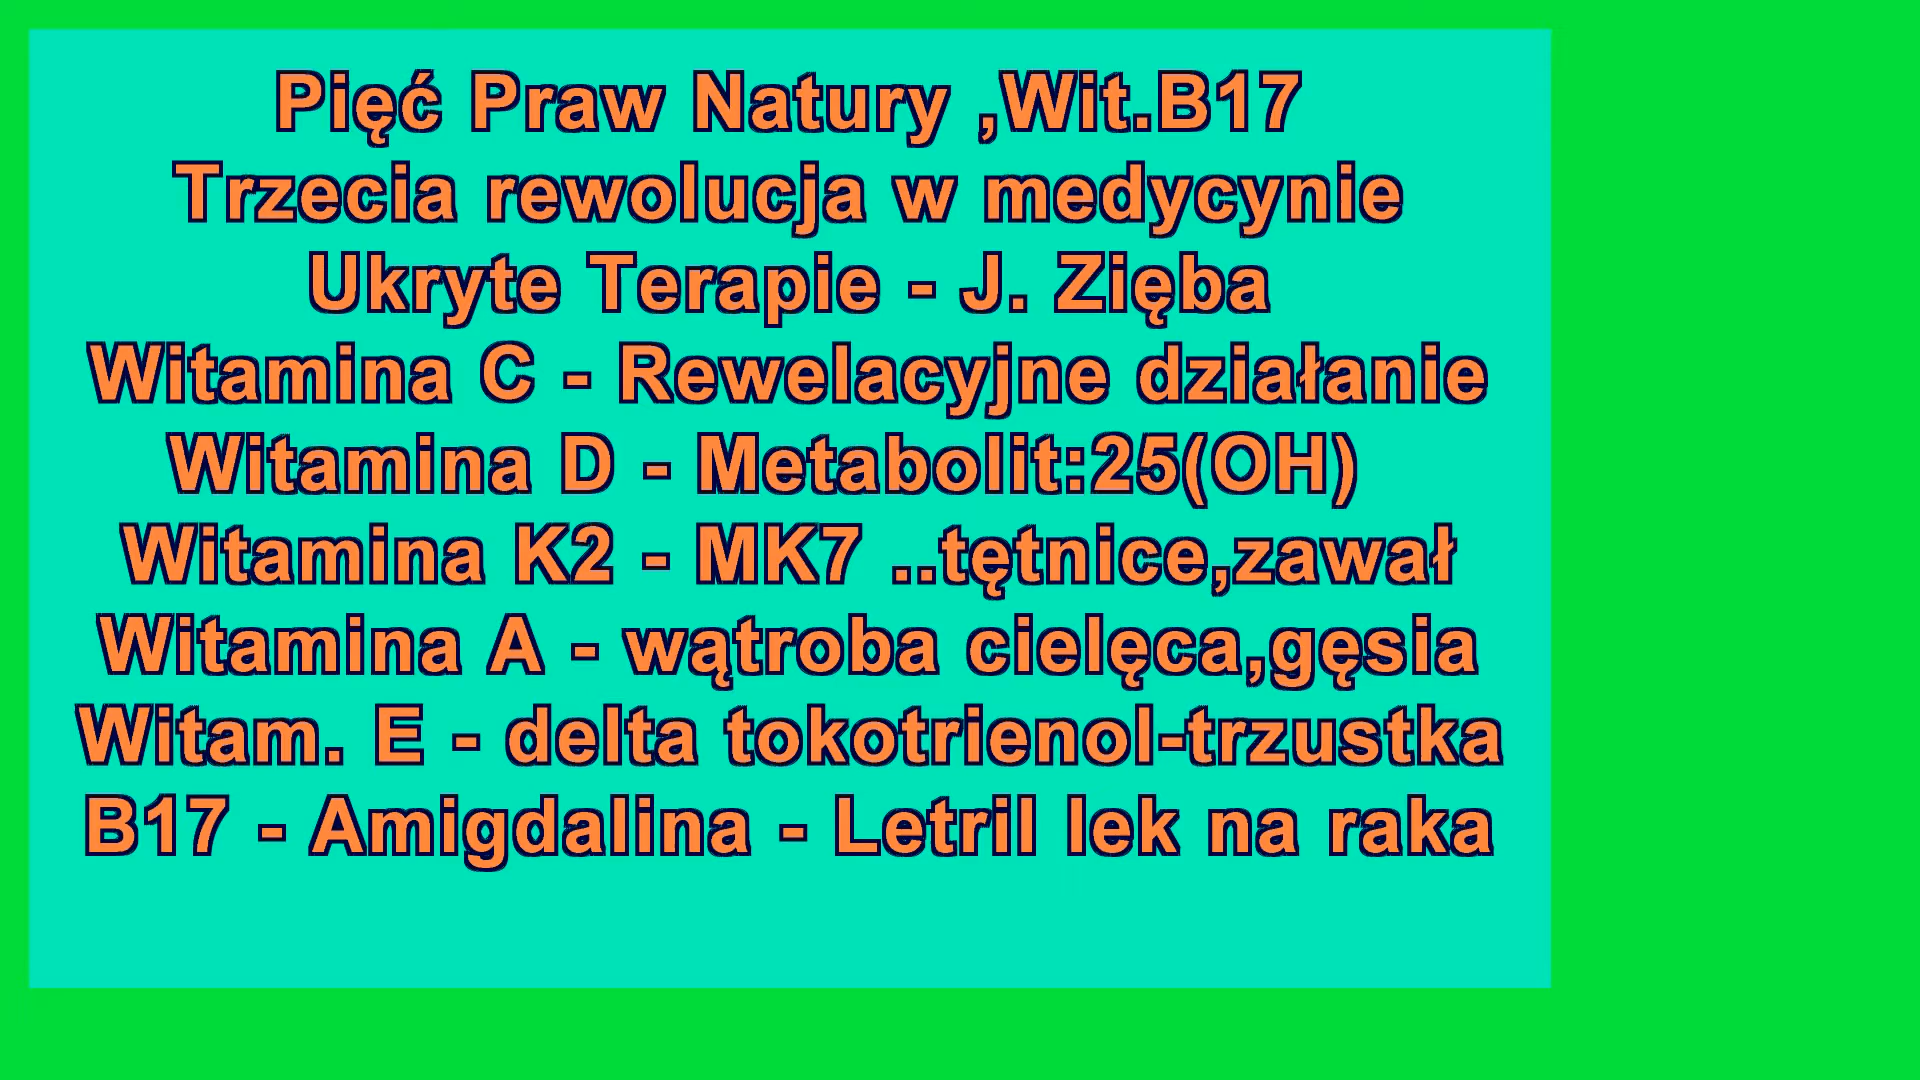 Pięć Praw Natury ,Wit.B17
Trzecia rewolucja w medycynie
Ukryte Terapie - J. Zięba
Witamina C - Rewelacyjne działanie
Witamina D - Metabolit:25(OH)
Witamina K2 - MK7 ..tętnice,zawał
Witamina A - wątroba cielęca,gęsia
Witam. E - delta tokotrienol-trzustka
B17 - Amigdalina - Letril lek na raka